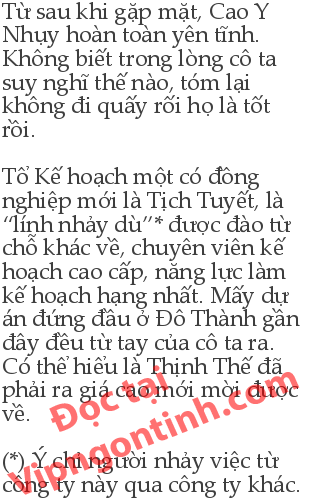 Từ sau khi gặp mặt, Cao Y
Nhụy hoàn toàn yên tĩnh.
Không biết trong lòng cô ta
suy nghĩ thế nào, tóm lại
không đi quấy rối họ là tốt
rồi.
Tổ Kế hoạch một có đồng
nghiệp mới là Tịch Tuyết, là
“lính nhảy dù”* được đào từ
chỗ khác về, chuyên viên kế
hoạch cao cấp, năng lực làm
kế hoạch hạng nhất. Mấy dự
án đứng đầu ở Đô Thành gần
đây đều từ tay của cô ta ra.
Có thể hiểu là Thịnh Thế đã
phải ra giá cao mới mời được
về.
(*) Ý chỉ người nhảy việc từ
công ty này qua công ty khác.
Đọc tại
Vipngontinh.com